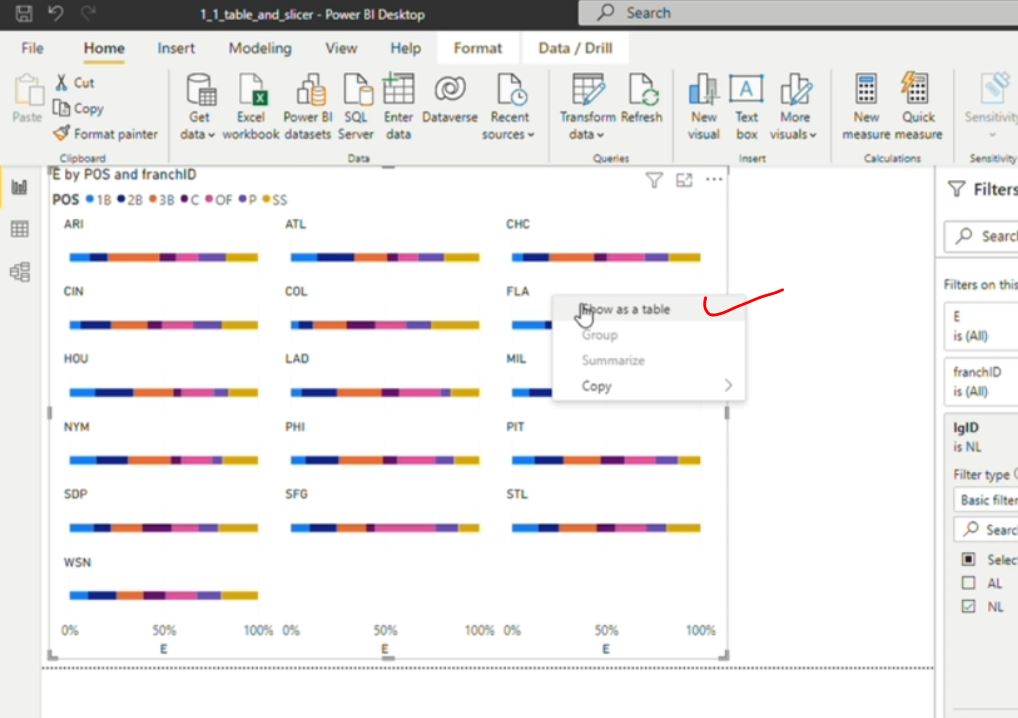 1_1_table_and_slicer - Power BI Desktop
Search
File Home Insert Modeling View Help Format Data / Drill
Paste
Cut
Copy
Format painter
Clipboard
Get data
Excel workbook
Power BI datasets
SQL Server
Enter data
Dataverse
Recent sources
Data
Transform data
Refresh
Queries
New visual
Text box
More visuals
Insert
New measure
Quick measure
Calculations
Sensitivity
Sensitivity
E by POS and franchID
POS 1B 2B 3B C OF P SS
ARI ATL CHC
CIN COL FLA
HOU LAD MIL
NYM PHI PIT
SDP SFG STL
WSN
0% 50% 100% 0% 50% 100% 0% 50% 100%
E E E
Show as a table
Group
Summarize
Copy
Filters
Search
Filters on this
E
is (All)
franchID
is (All)
lgID
is NL
Filter type
Basic filter
Search
Selec
AL
NL